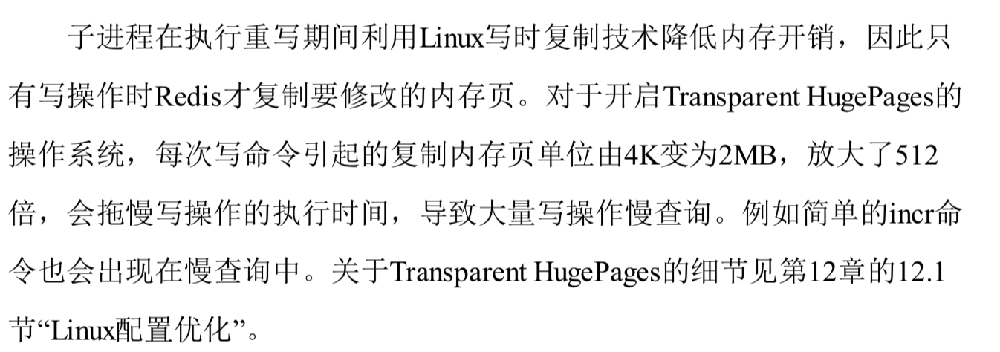 子进程在执行重写期间利用Linux写时复制技术降低内存开销，因此只
有写操作时Redis才复制要修改的内存页。对于开启Transparent HugePages的
操作系统，每次写命令引起的复制内存页单位由4K变为2MB，放大了512
倍，会拖慢写操作的执行时间，导致大量写操作慢查询。例如简单的incr命
令也会出现在慢查询中。关于Transparent HugePages的细节见第12章的12.1
节“Linux配置优化”。